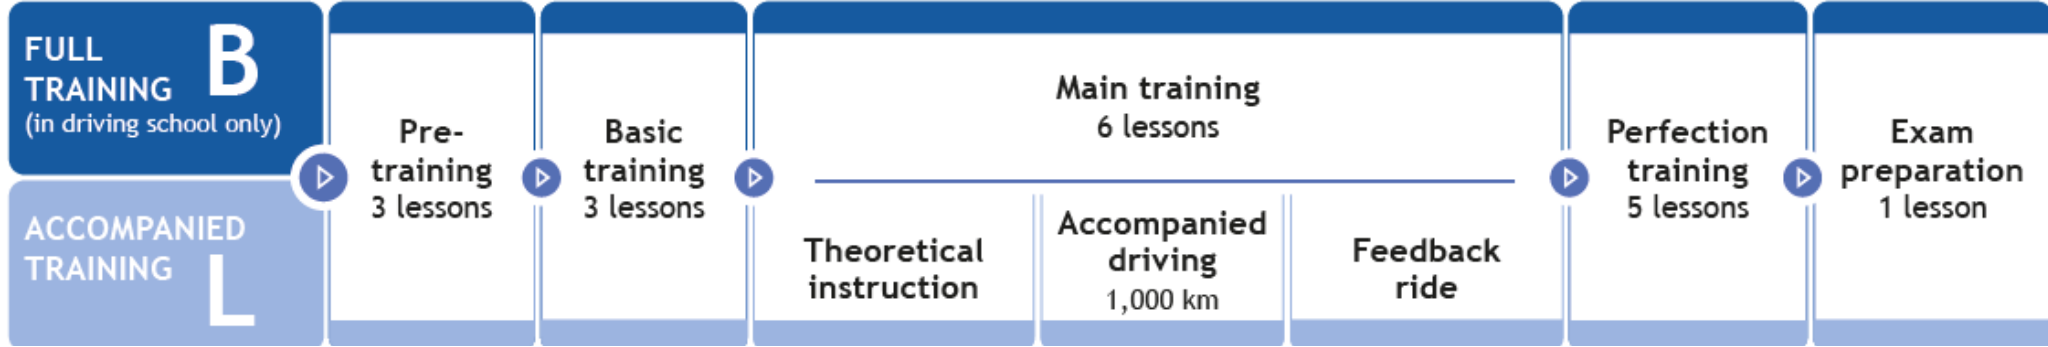 FULL
TRAINING B
(in driving school only)
ACCOMPANIED
TRAINING L
Pre-
training
3 lessons
Basic
training
3 lessons
Main training
6 lessons
Theoretical
instruction
Accompanied
driving
1,000 km
Feedback
ride
Perfection
training
5 lessons
Exam
preparation
1 lesson